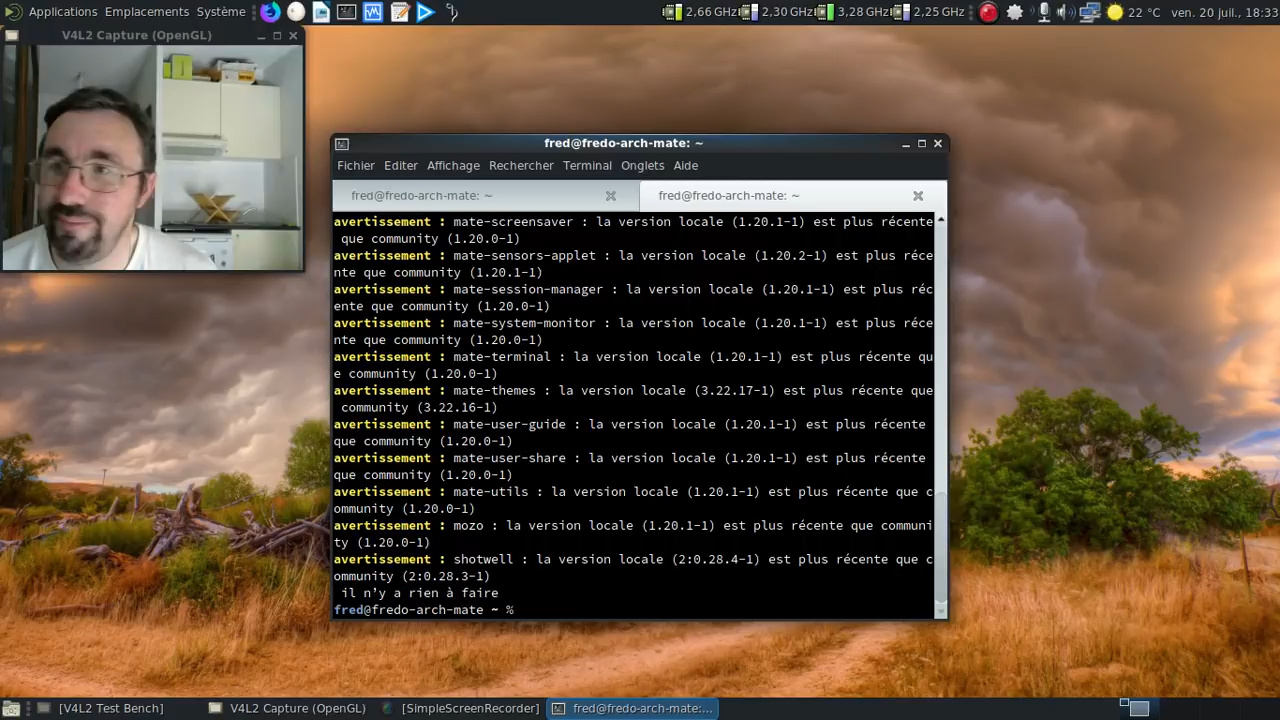 Applications Emplacements Système
2,66 GHz 2,30 GHz 3,28 GHz 2,25 GHz 22 °C ven. 20 juil., 18:33
V4L2 Capture (OpenGL)
fred@fredo-arch-mate: ~
Fichier Editer Affichage Rechercher Terminal Onglets Aide
fred@fredo-arch-mate: ~ fred@fredo-arch-mate: ~
avertissement : mate-screensaver : la version locale (1.20.1-1) est plus récente
que community (1.20.0-1)
avertissement : mate-sensors-applet : la version locale (1.20.2-1) est plus réce
nte que community (1.20.1-1)
avertissement : mate-session-manager : la version locale (1.20.1-1) est plus réc
ente que community (1.20.0-1)
avertissement : mate-system-monitor : la version locale (1.20.1-1) est plus réce
nte que community (1.20.0-1)
avertissement : mate-terminal : la version locale (1.20.1-1) est plus récente qu
e community (1.20.0-1)
avertissement : mate-themes : la version locale (3.22.17-1) est plus récente que
community (3.22.16-1)
avertissement : mate-user-guide : la version locale (1.20.1-1) est plus récente
que community (1.20.0-1)
avertissement : mate-user-share : la version locale (1.20.1-1) est plus récente
que community (1.20.0-1)
avertissement : mate-utils : la version locale (1.20.1-1) est plus récente que c
ommunity (1.20.0-1)
avertissement : mozo : la version locale (1.20.1-1) est plus récente que communi
ty (1.20.0-1)
avertissement : shotwell : la version locale (2:0.28.4-1) est plus récente que c
ommunity (2:0.28.3-1)
il n’y a rien à faire
fred@fredo-arch-mate ~ %
[V4L2 Test Bench] V4L2 Capture (OpenGL) [SimpleScreenRecorder] fred@fredo-arch-mate:...